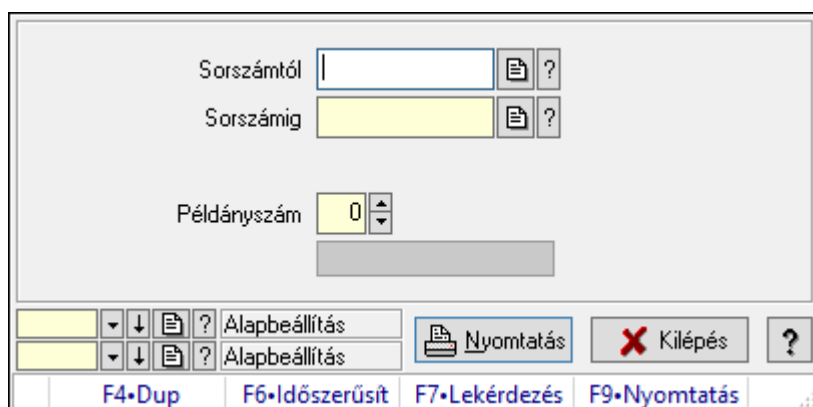 Sorszámtól ?
Sorszámig ?
Példányszám 0
? Alapbeállítás
? Alapbeállítás
Nyomtatás Kilépés ?
F4•Dup F6•Időszerűsít F7•Lekérdezés F9•Nyomtatás